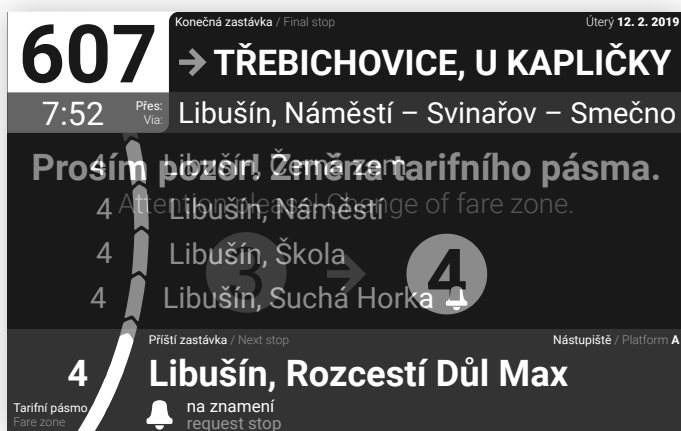 607
Konečná zastávka / Final stop
Úterý 12. 2. 2019
→ TŘEBICHOVICE, U KAPLIČKY
7:52
Přes:
Via:
Libušín, Náměstí – Svinařov – Smečno
Prosím pozor! Změna tarifního pásma.
4 Libušín,
Attention please! Change of fare zone.
4 Libušín, Náměstí
4 Libušín, Škola
3 → 4
4 Libušín, Suchá Horka
Příští zastávka / Next stop
Nástupiště / Platform A
4 Libušín, Rozcestí Důl Max
Tarifní pásmo
Fare zone
na znamení
request stop